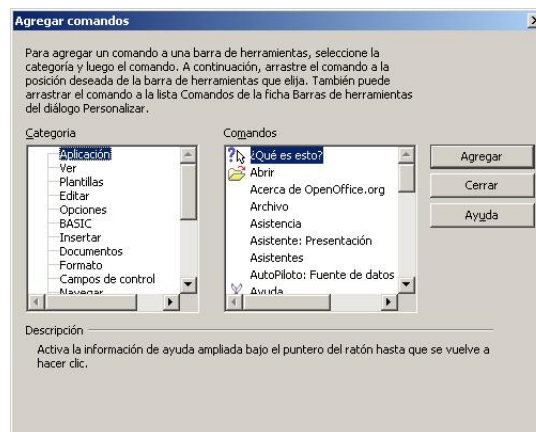 Agregar comandos
Para agregar un comando a una barra de herramientas, seleccione la
categoría y luego el comando. A continuación, arrastre el comando a la
posición deseada de la barra de herramientas que elija. También puede
arrastrar el comando a la lista Comandos de la ficha Barras de herramientas
del diálogo Personalizar.
Categoria
Aplicación
Ver
Plantillas
Editar
Opciones
BASIC
Insertar
Documentos
Formato
Campos de control
Navegar
Comandos
¿Qué es esto?
Abrir
Acerca de OpenOffice.org
Archivo
Asistencia
Asistente: Presentación
Asistentes
AutoPiloto: Fuente de datos
Ayuda
Agregar
Cerrar
Ayuda
Descripción
Activa la información de ayuda ampliada bajo el puntero del ratón hasta que se vuelve a
hacer clic.